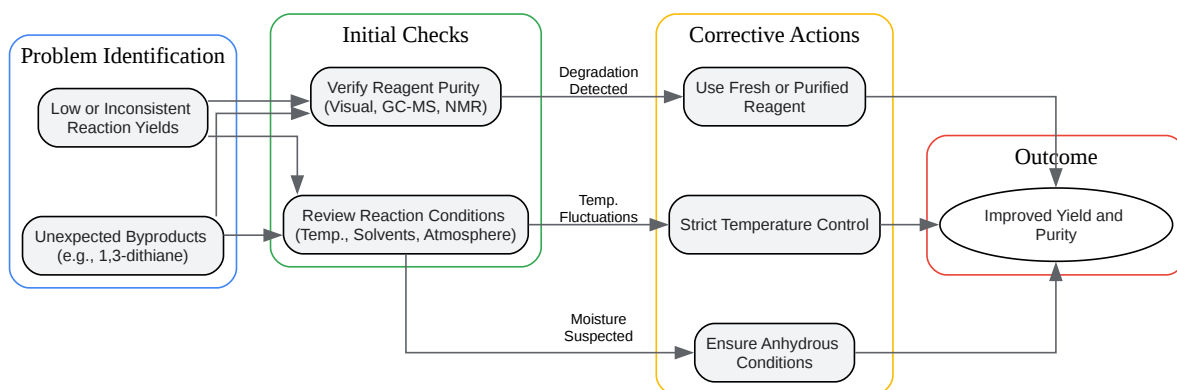 Problem Identification
Low or Inconsistent
Reaction Yields
Unexpected Byproducts
(e.g., 1,3-dithiane)
Initial Checks
Verify Reagent Purity
(Visual, GC-MS, NMR)
Review Reaction Conditions
(Temp., Solvents, Atmosphere)
Degradation
Detected
Temp.
Fluctuations
Moisture
Suspected
Corrective Actions
Use Fresh or Purified
Reagent
Strict Temperature Control
Ensure Anhydrous
Conditions
Outcome
Improved Yield and
Purity